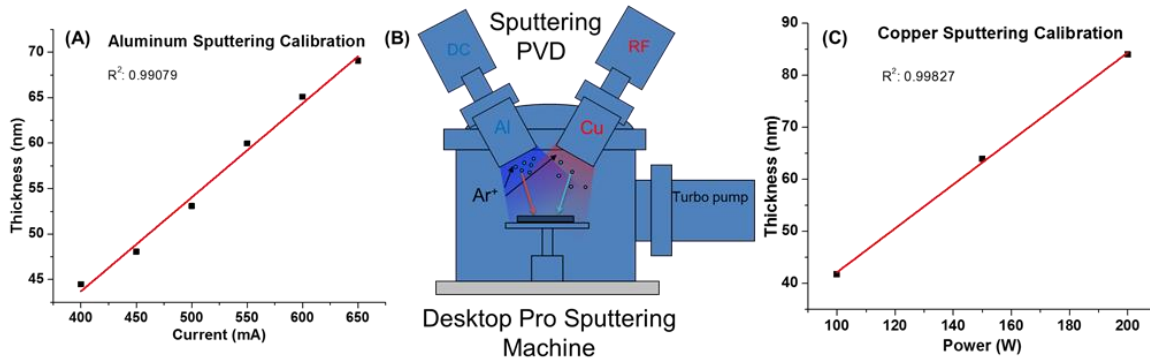 (A) Aluminum Sputtering Calibration
R²: 0.99079
Thickness (nm)
70
65
60
55
50
45
400 450 500 550 600 650
Current (mA)
(B)
Sputtering
PVD
DC
RF
Al
Cu
Ar⁺
Turbo pump
Desktop Pro Sputtering
Machine
(C) Copper Sputtering Calibration
R²: 0.99827
Thickness (nm)
90
80
70
60
50
40
30
100 120 140 160 180 200
Power (W)